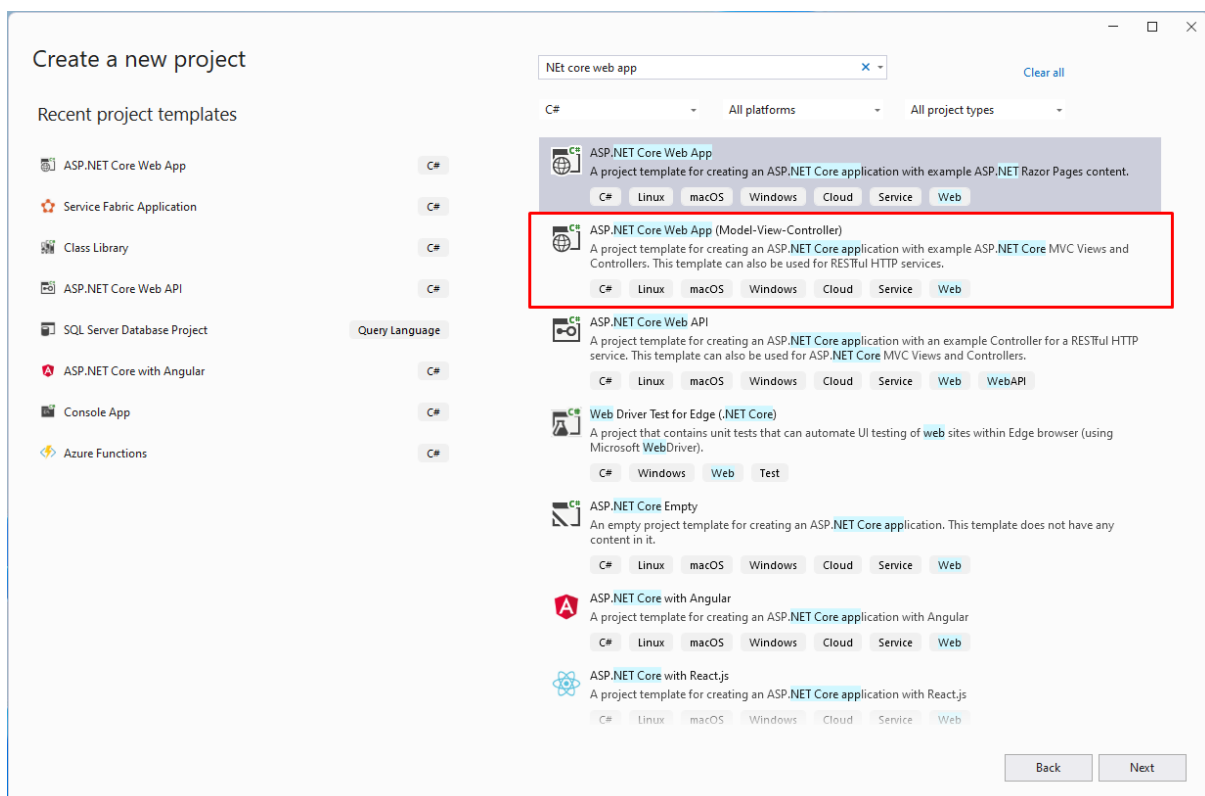 Create a new project
Recent project templates
ASP.NET Core Web App
C#
Service Fabric Application
C#
Class Library
C#
ASP.NET Core Web API
C#
SQL Server Database Project
Query Language
ASP.NET Core with Angular
C#
Console App
C#
Azure Functions
C#
NEt core web app
Clear all
C#
All platforms
All project types
ASP.NET Core Web App
A project template for creating an ASP.NET Core application with example ASP.NET Razor Pages content.
C# Linux macOS Windows Cloud Service Web
ASP.NET Core Web App (Model-View-Controller)
A project template for creating an ASP.NET Core application with example ASP.NET Core MVC Views and
Controllers. This template can also be used for RESTful HTTP services.
C# Linux macOS Windows Cloud Service Web
ASP.NET Core Web API
A project template for creating an ASP.NET Core application with an example Controller for a RESTful HTTP
service. This template can also be used for ASP.NET Core MVC Views and Controllers.
C# Linux macOS Windows Cloud Service Web WebAPI
Web Driver Test for Edge (.NET Core)
A project that contains unit tests that can automate UI testing of web sites within Edge browser (using
Microsoft WebDriver).
C# Windows Web Test
ASP.NET Core Empty
An empty project template for creating an ASP.NET Core application. This template does not have any
content in it.
C# Linux macOS Windows Cloud Service Web
ASP.NET Core with Angular
A project template for creating an ASP.NET Core application with Angular
C# Linux macOS Windows Cloud Service Web
ASP.NET Core with React.js
A project template for creating an ASP.NET Core application with React.js
C# Linux macOS Windows Cloud Service Web
Back
Next